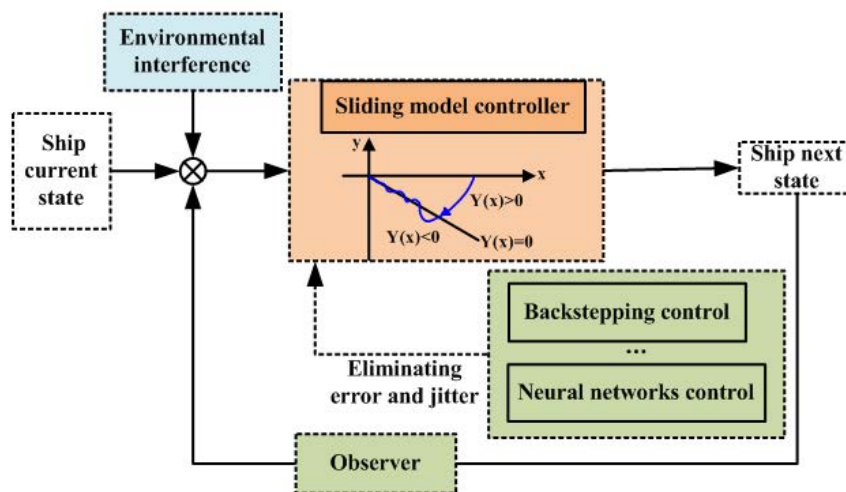 Environmental
interference
Ship
current
state
Sliding model controller
y
x
Y(x)>0
Y(x)<0
Y(x)=0
Ship next
state
Backstepping control
...
Neural networks control
Eliminating
error and jitter
Observer